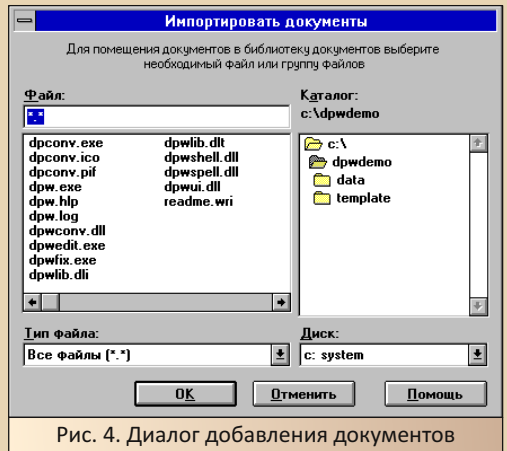 Импортировать документы
Для помещения документов в библиотеку документов выберите
необходимый файл или группу файлов
Файл:
*.*
dpconv.exe
dpconv.ico
dpconv.pif
dpw.exe
dpw.hlp
dpw.log
dpwconv.dll
dpwedit.exe
dpwfix.exe
dpwlib.dli
dpwlib.dlt
dpwshell.dll
dpwspell.dll
dpwui.dll
readme.wri
Каталог:
c:\dpwdemo
c:\
dpwdemo
data
template
Тип файла:
Все файлы (*.*)
Диск:
c: system
OK
Отменить
Помощь
Рис. 4. Диалог добавления документов